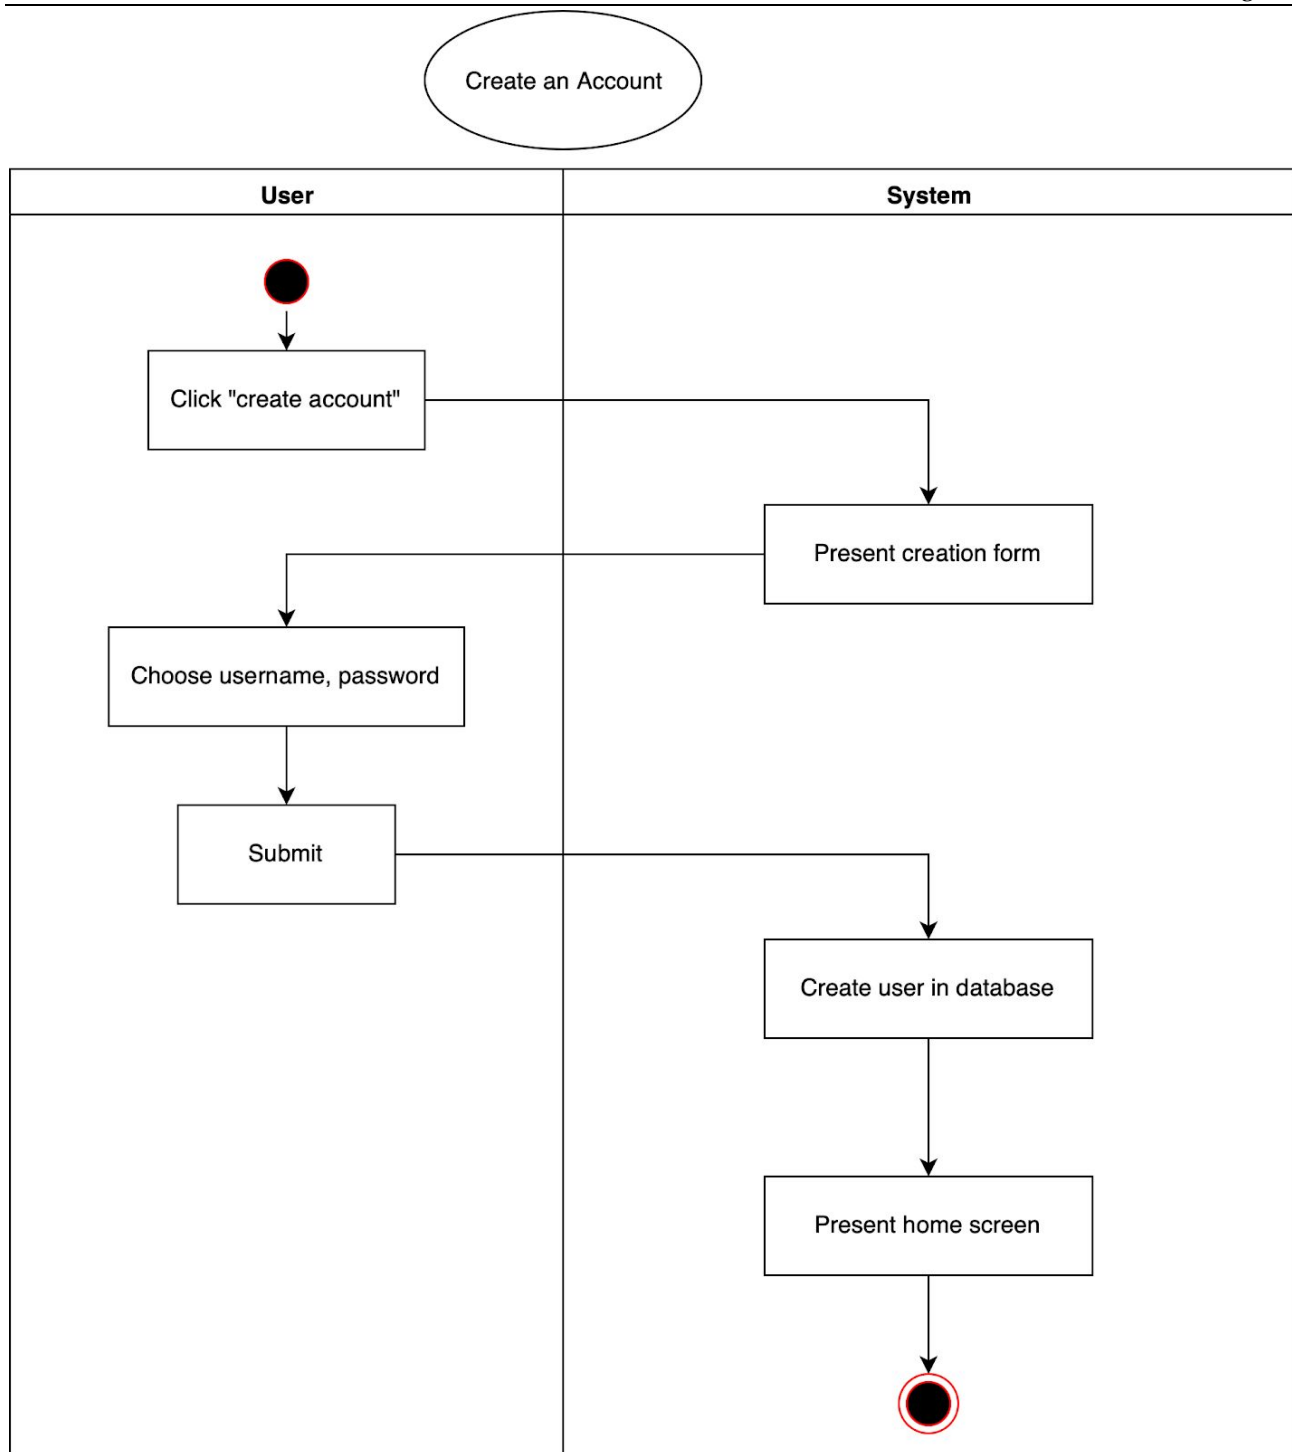 Create an Account
User
System
Click "create account"
Present creation form
Choose username, password
Submit
Create user in database
Present home screen